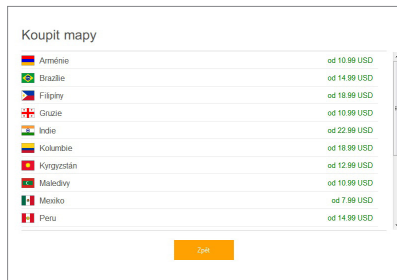 Koupit mapy
Arménie od 10.99 USD
Brazílie od 14.99 USD
Filipíny od 18.99 USD
Gruzie od 10.99 USD
Indie od 22.99 USD
Kolumbie od 18.99 USD
Kyrgyzstán od 12.99 USD
Maledivy od 10.99 USD
Mexiko od 7.99 USD
Peru od 14.99 USD
Zpět